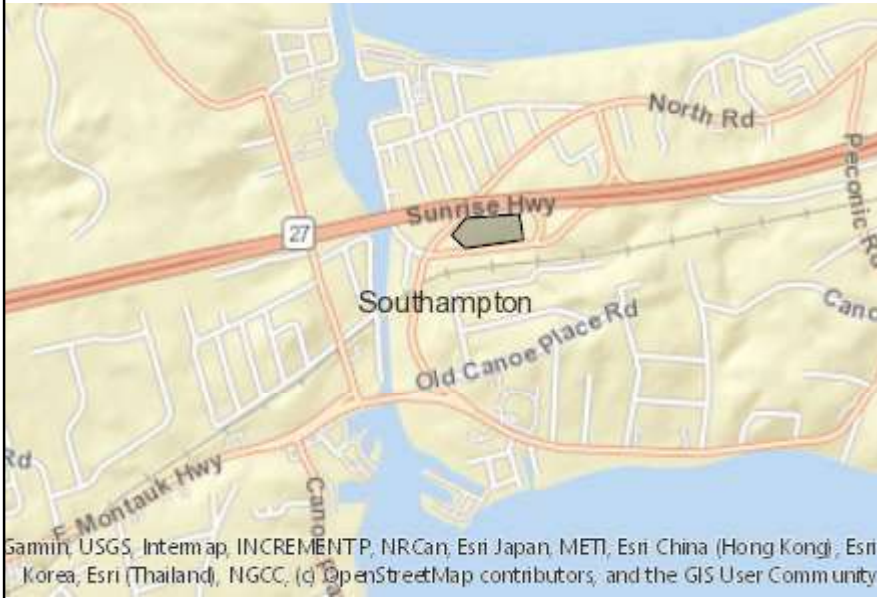 North Rd
Peconic Rd
Sunrise Hwy
27
Southampton
Cano
Old Canoe Place Rd
Rd
E Montauk Hwy
Canoe
Garmin, USGS, Intermap, INCREMENT P, NRCan, Esri Japan, METI, Esri China (Hong Kong), Esri
Korea, Esri (Thailand), NGCC, (c) OpenStreetMap contributors, and the GIS User Community